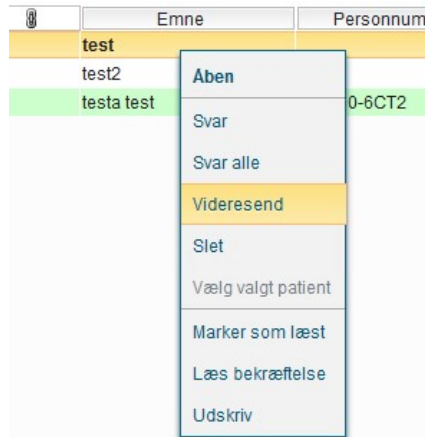 Emne Personnum
test
test2
testa test 0-6CT2
Åben
Svar
Svar alle
Videresend
Slet
Vælg valgt patient
Marker som læst
Læs bekræftelse
Udskriv